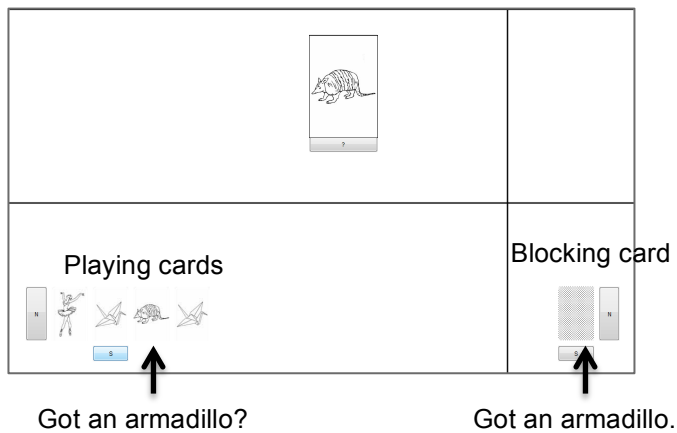 ?
Playing cards
Blocking card
N
N
S
S
Got an armadillo?
Got an armadillo.